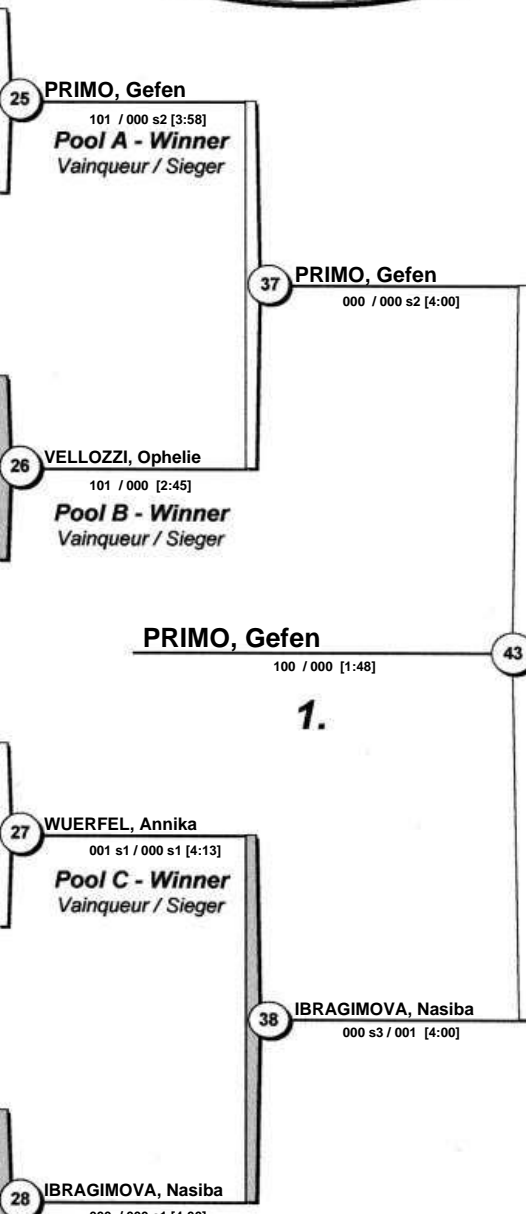 25
PRIMO, Gefen
101 / 000 s2 [3:58]
Pool A - Winner
Vainqueur / Sieger
37
PRIMO, Gefen
000 / 000 s2 [4:00]
26
VELLOZZI, Ophelie
101 / 000 [2:45]
Pool B - Winner
Vainqueur / Sieger
PRIMO, Gefen
43
100 / 000 [1:48]
1.
27
WUERFEL, Annika
001 s1 / 000 s1 [4:13]
Pool C - Winner
Vainqueur / Sieger
38
IBRAGIMOVA, Nasiba
000 s3 / 001 [4:00]
28
IBRAGIMOVA, Nasiba